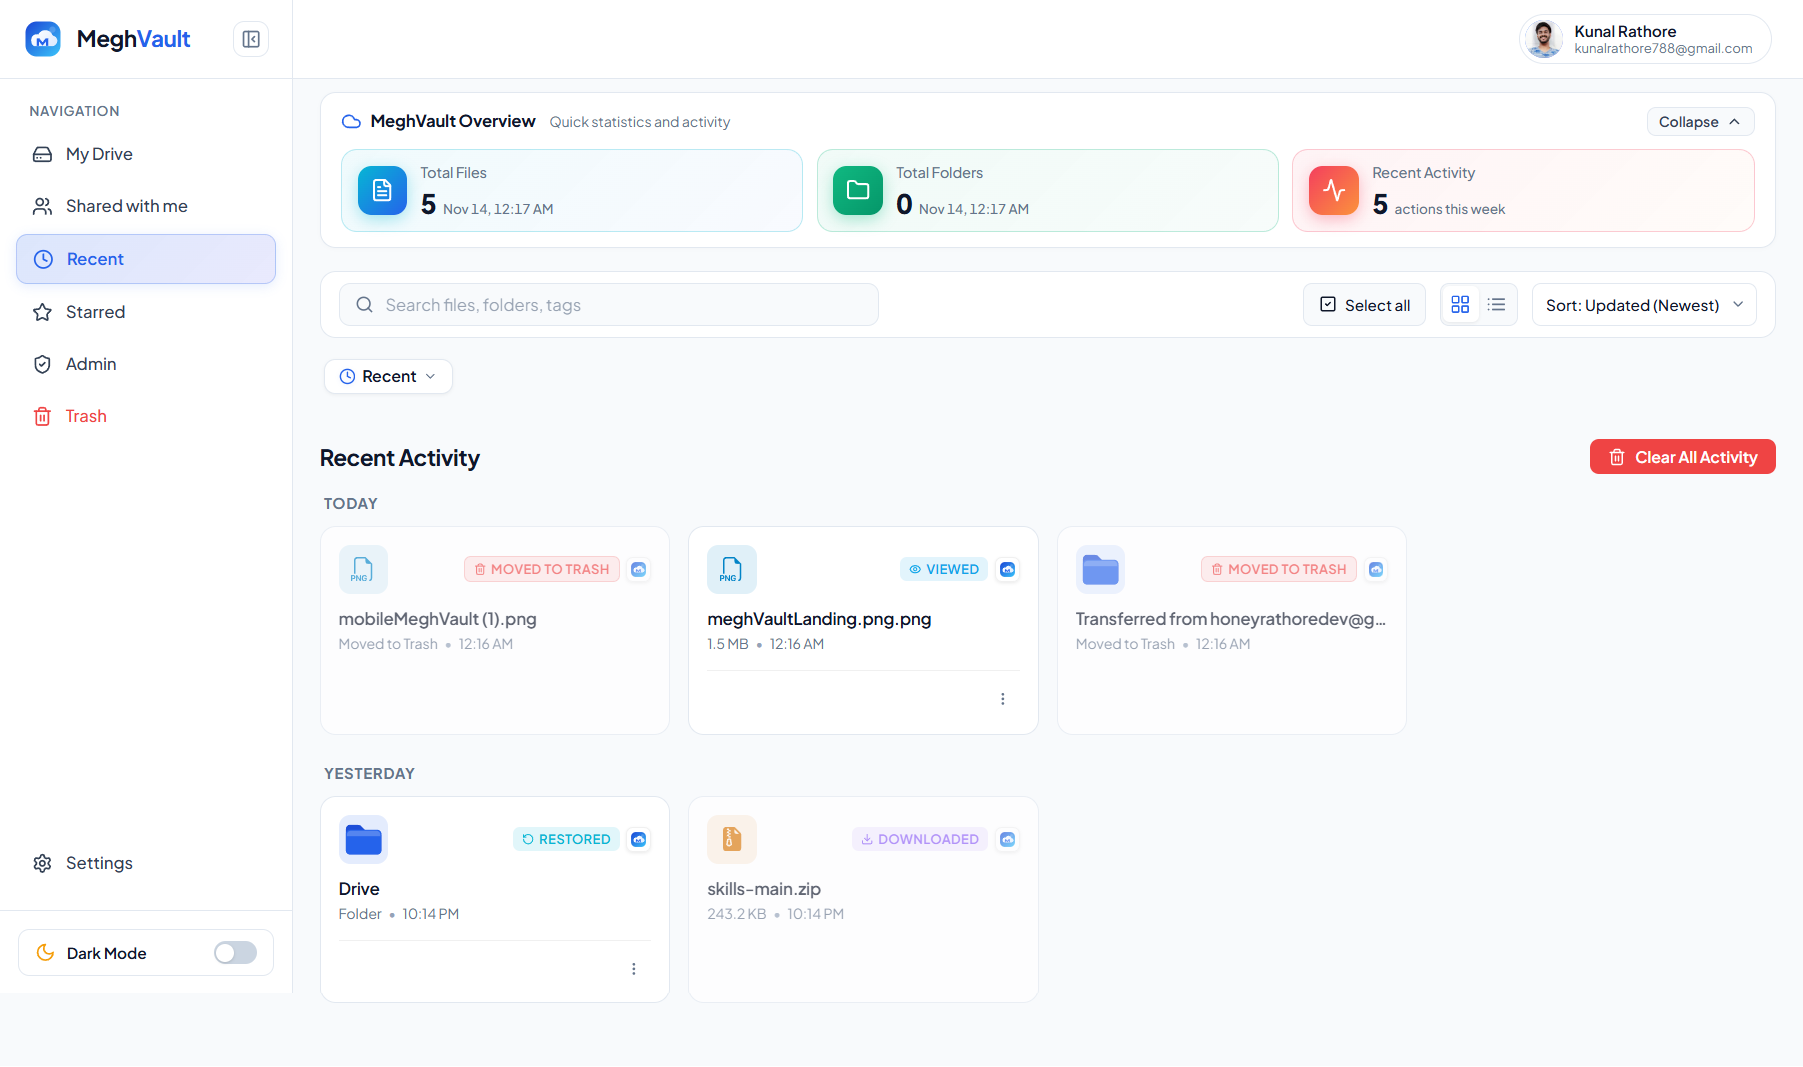 MeghVault
Kunal Rathore
kunalrathore788@gmail.com
NAVIGATION
My Drive
Shared with me
Recent
Starred
Admin
Trash
Settings
Dark Mode
MeghVault Overview Quick statistics and activity
Collapse
Total Files
5 Nov 14, 12:17 AM
Total Folders
0 Nov 14, 12:17 AM
Recent Activity
5 actions this week
Search files, folders, tags
Select all
Sort: Updated (Newest)
Recent
Recent Activity
Clear All Activity
TODAY
PNG
MOVED TO TRASH
mobileMeghVault (1).png
Moved to Trash • 12:16 AM
PNG
VIEWED
meghVaultLanding.png.png
1.5 MB • 12:16 AM
MOVED TO TRASH
Transferred from honeyrathoredev@g...
Moved to Trash • 12:16 AM
YESTERDAY
RESTORED
Drive
Folder • 10:14 PM
DOWNLOADED
skills-main.zip
243.2 KB • 10:14 PM